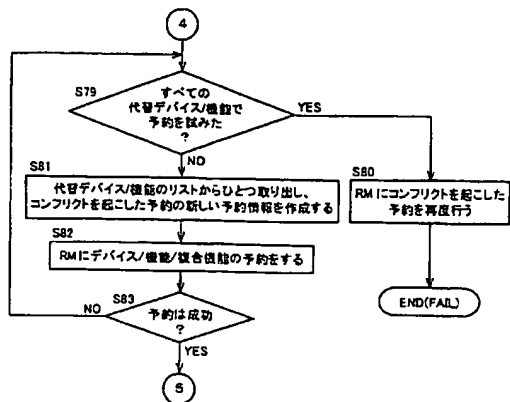 4
S79
すべての
代替デバイス/機能で
予約を試みた
?
YES
NO
S81
代替デバイス/機能のリストからひとつ取り出し、
コンフリクトを起こした予約の新しい予約情報を作成する
S80
RMにコンフリクトを起こした
予約を再度行う
S82
RMにデバイス/機能/複合機能の予約をする
END(FAIL)
S83
NO
予約は成功
?
YES
5